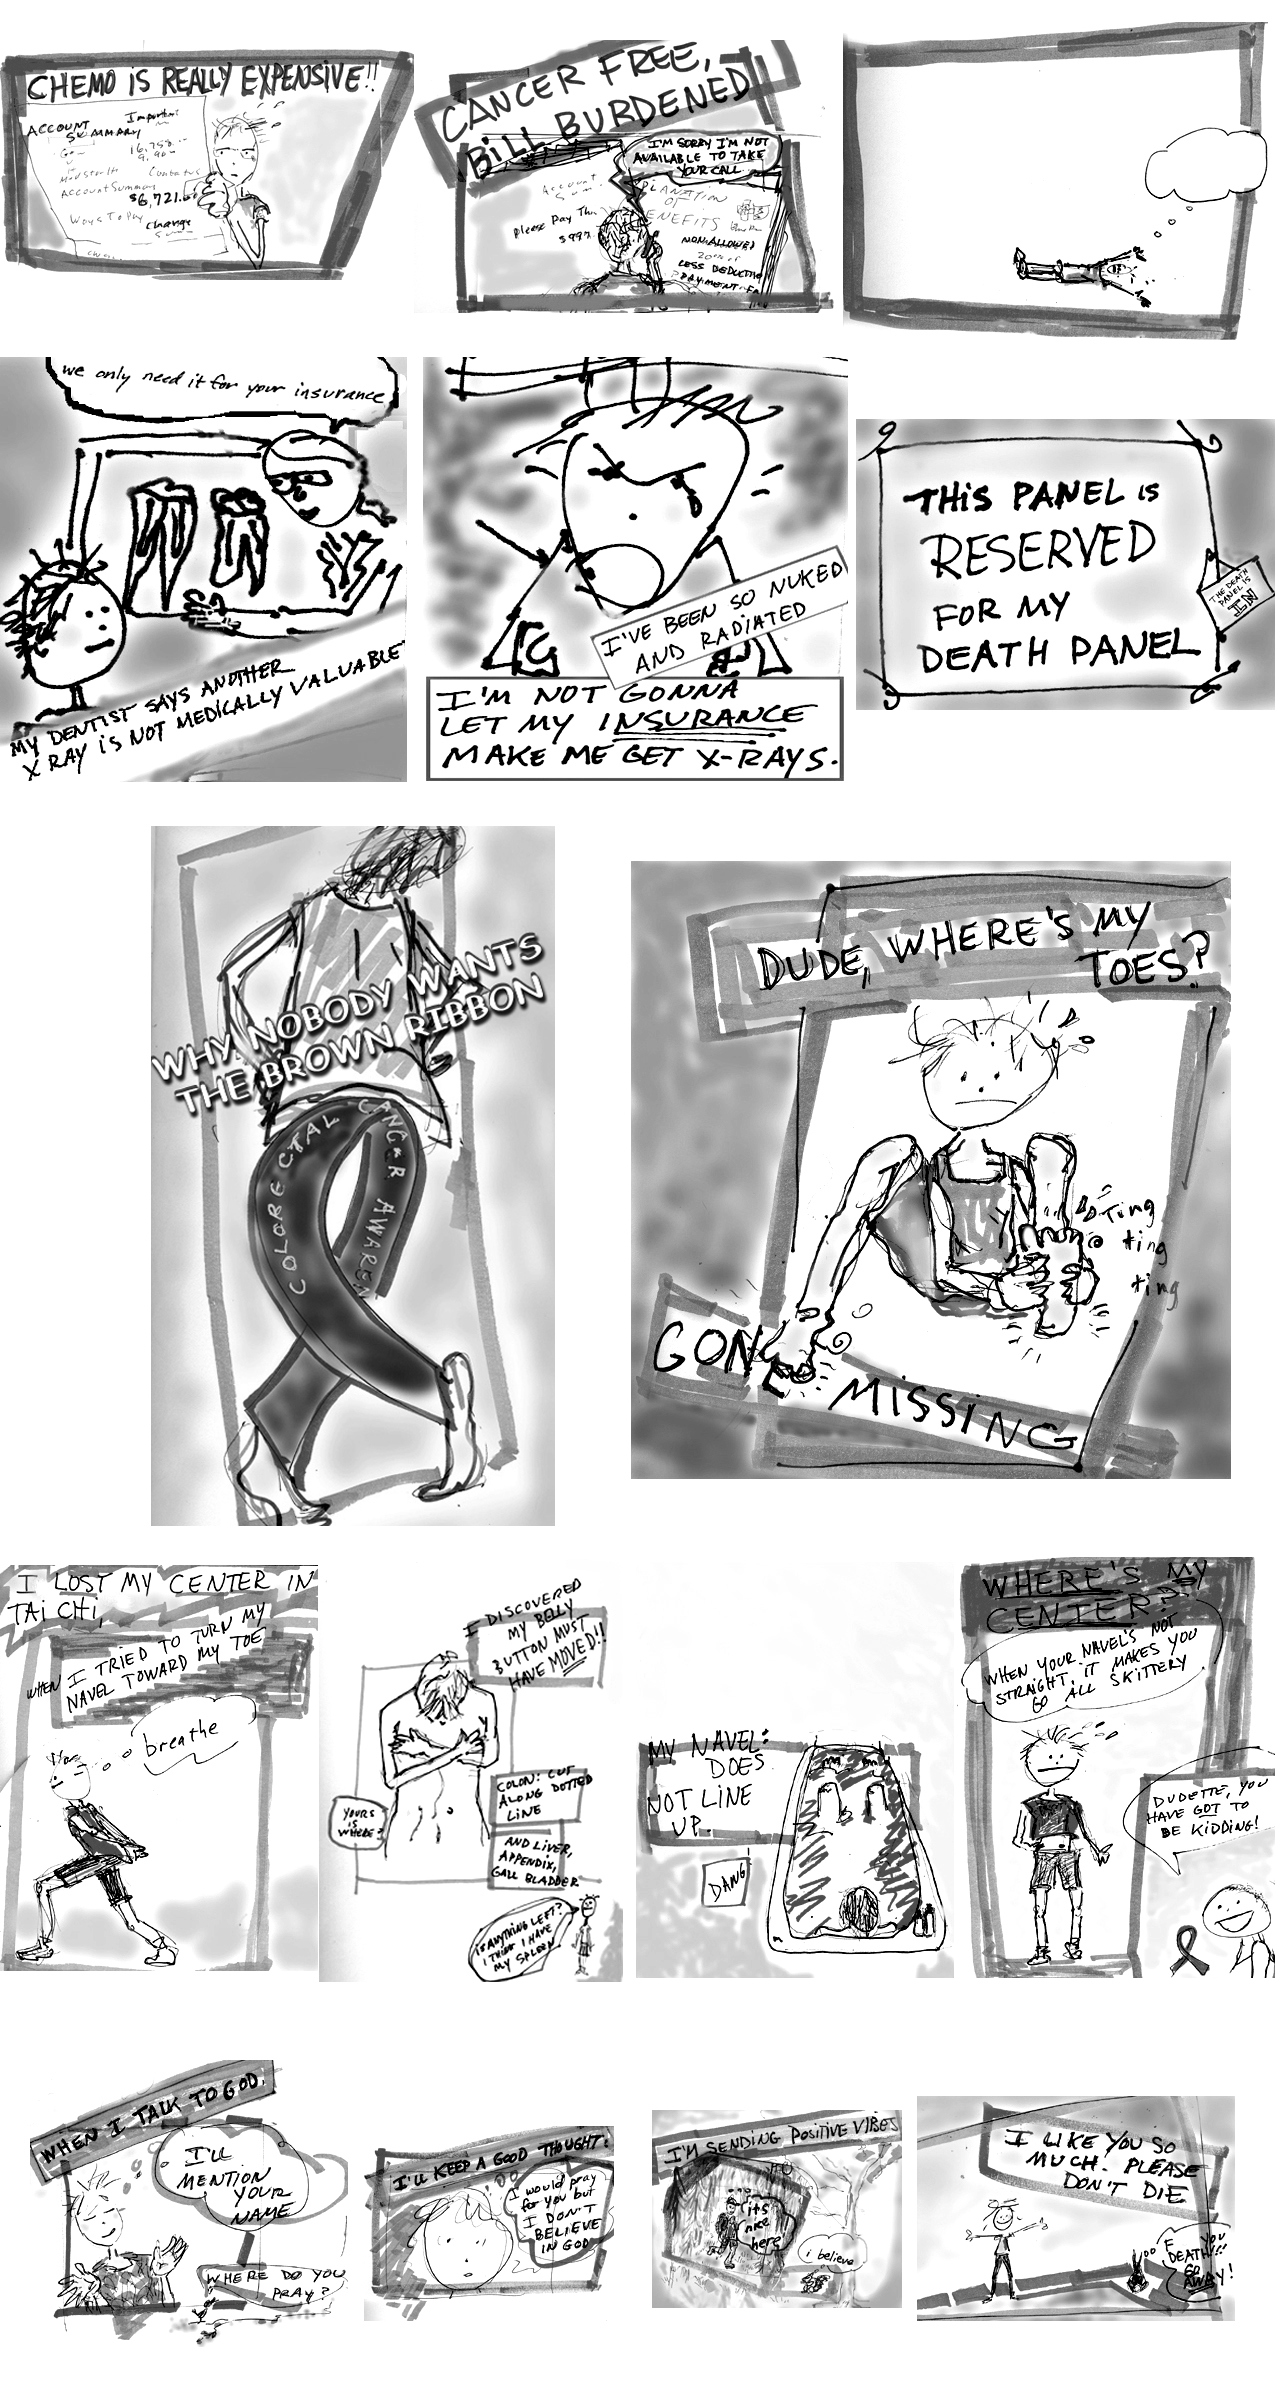 CHEMO IS REALLY EXPENSIVE!!
ACCOUNT
SUMMARY
Important
16,758
9.90
Contact us
Account Summary
$6,721.60
Ways To Pay
Change
CANCER FREE,
BILL BURDENED
I'M SORRY I'M NOT
AVAILABLE TO TAKE
YOUR CALL
Account
Please Pay This
$997.
PLANATION
OF
BENEFITS
NON ALLOWED
20% of
LESS DEDUCTIBLE
PAYMENT
we only need it for your insurance
MY DENTIST SAYS ANOTHER
X RAY IS NOT MEDICALLY VALUABLE
I'VE BEEN SO NUKED
AND RADIATED
I'M NOT GONNA
LET MY INSURANCE
MAKE ME GET X-RAYS.
THIS PANEL IS
RESERVED
FOR MY
DEATH PANEL
THE DEATH
PANEL IS
IN
WHY NOBODY WANTS
THE BROWN RIBBON
COLORECTAL
CANCER AWAREN
DUDE, WHERE'S MY
TOES?
Ting
ting
ting
GONE MISSING
I LOST MY CENTER IN
TAI CHI,
WHEN I TRIED TO TURN MY
NAVEL TOWARD MY TOE
breathe
I DISCOVERED
MY BELLY
BUTTON MUST
HAVE MOVED!!
YOURS
IS
WHERE?
COLON: CUT
ALONG DOTTED
LINE
AND LIVER,
APPENDIX,
GALL BLADDER
IS ANYTHING LEFT?
I THINK I HAVE
MY SPLEEN
MY NAVEL:
DOES
NOT LINE
UP.
DANG
WHERE'S MY
CENTER?
WHEN YOUR NAVEL'S NOT
STRAIGHT. IT MAKES YOU
GO ALL SKITTERY
DUDETTE, YOU
HAVE GOT TO
BE KIDDING!
WHEN I TALK TO GOD,
I'LL
MENTION
YOUR
NAME
WHERE DO YOU
PRAY?
I'LL KEEP A GOOD THOUGHT:
I would pray
for you but
I DON'T
BELIEVE
IN GOD
I'M SENDING POSITIVE VIBES
it's
nice
here!
i believe
I LIKE YOU SO
MUCH. PLEASE
DON'T DIE
F YOU
DEATH!!!
GO
AWAY!